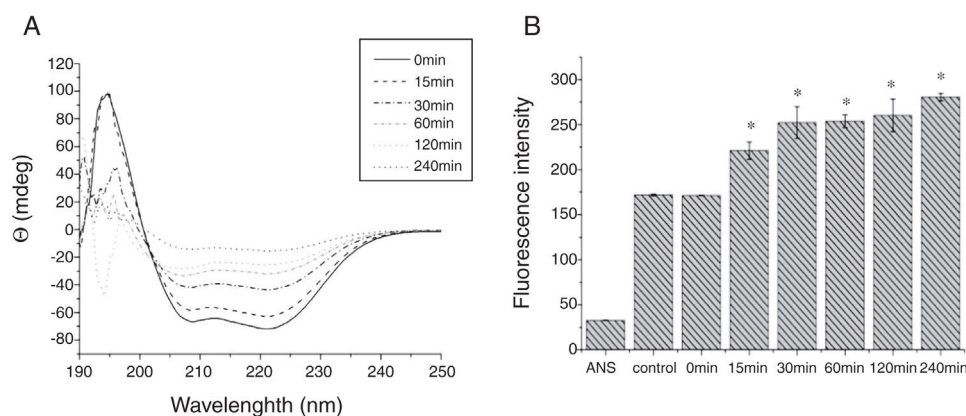 A
Θ (mdeg)
120
100
80
60
40
20
0
-20
-40
-60
-80
190
200
210
220
230
240
250
Wavelenghth (nm)
0min
15min
30min
60min
120min
240min
B
Fluorescence intensity
300
250
200
175
100
50
0
*
*
*
*
*
ANS
control
0min
15min
30min
60min
120min
240min